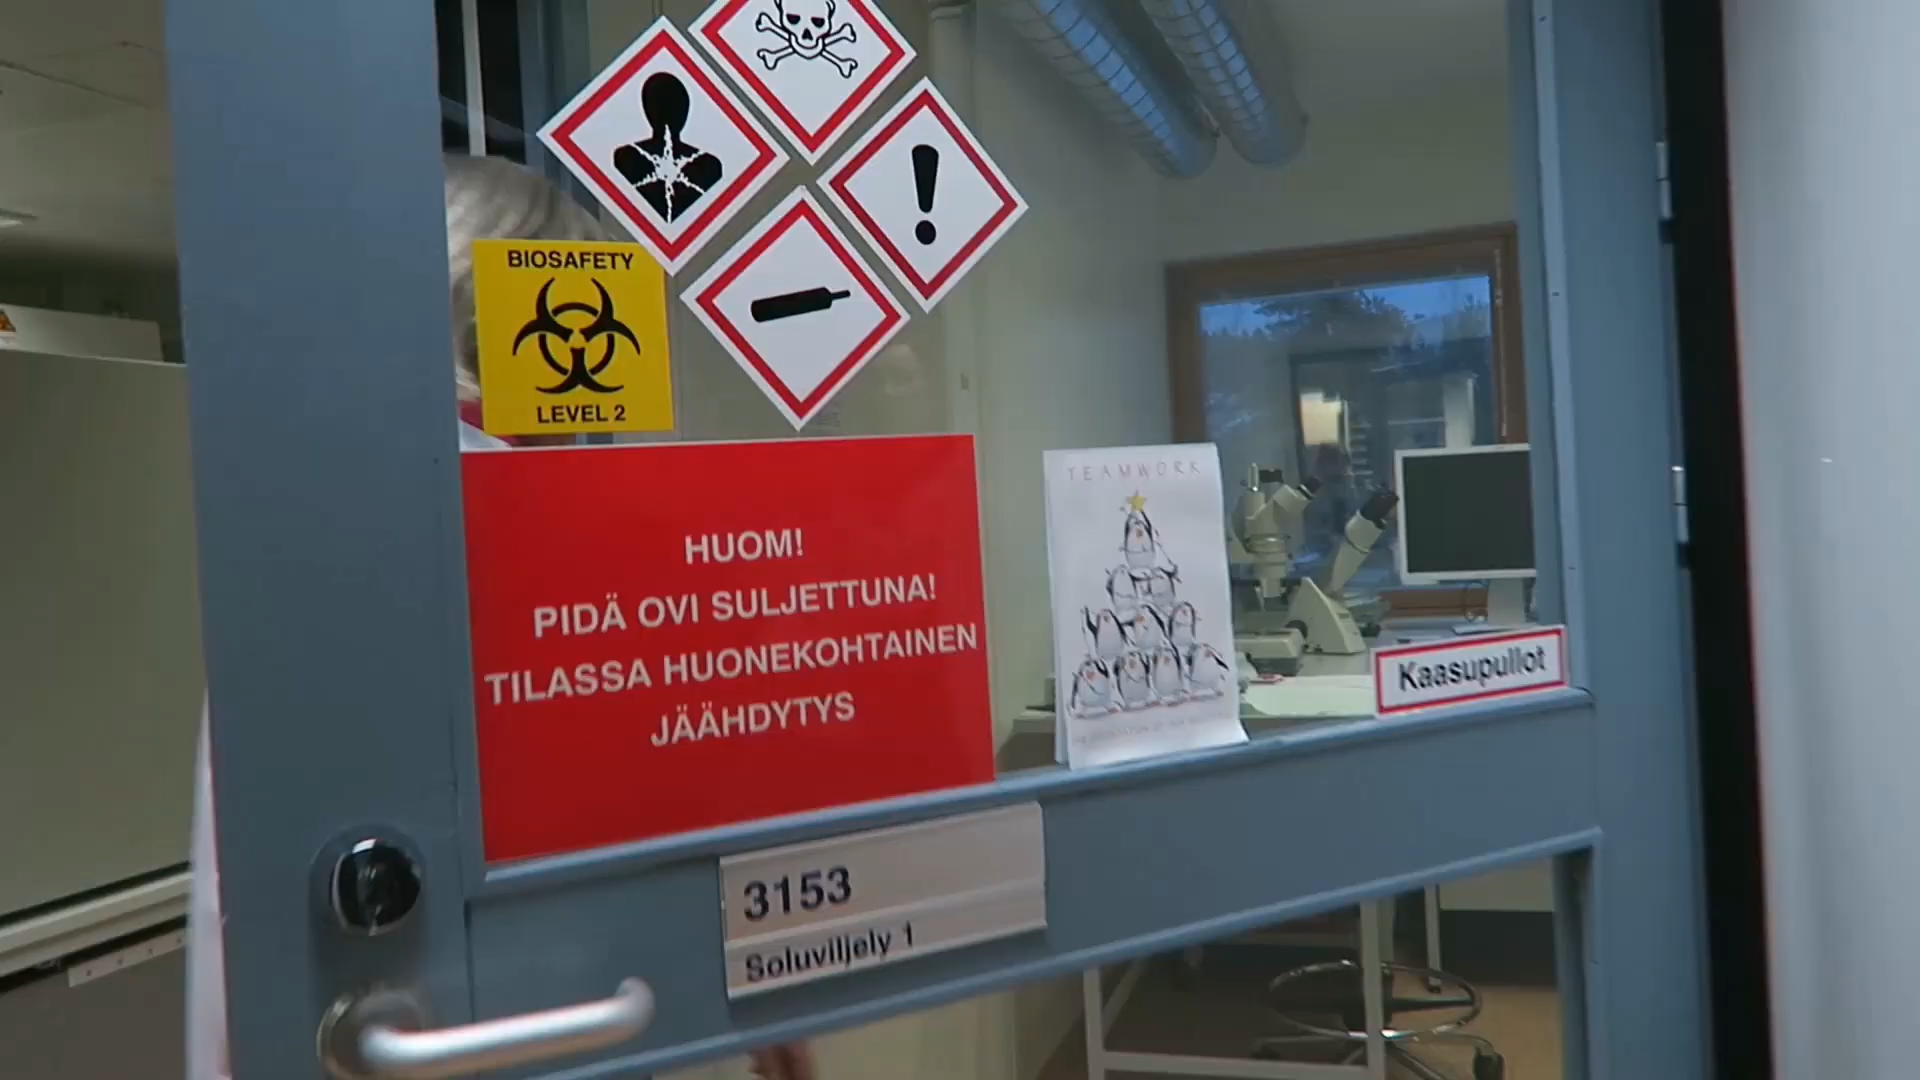 BIOSAFETY
LEVEL 2
HUOM!
PIDÄ OVI SULJETTUNA!
TILASSA HUONEKOHTAINEN
JÄÄHDYTYS
TEAMWORK
Kaasupullot
3153
Soluviljely 1